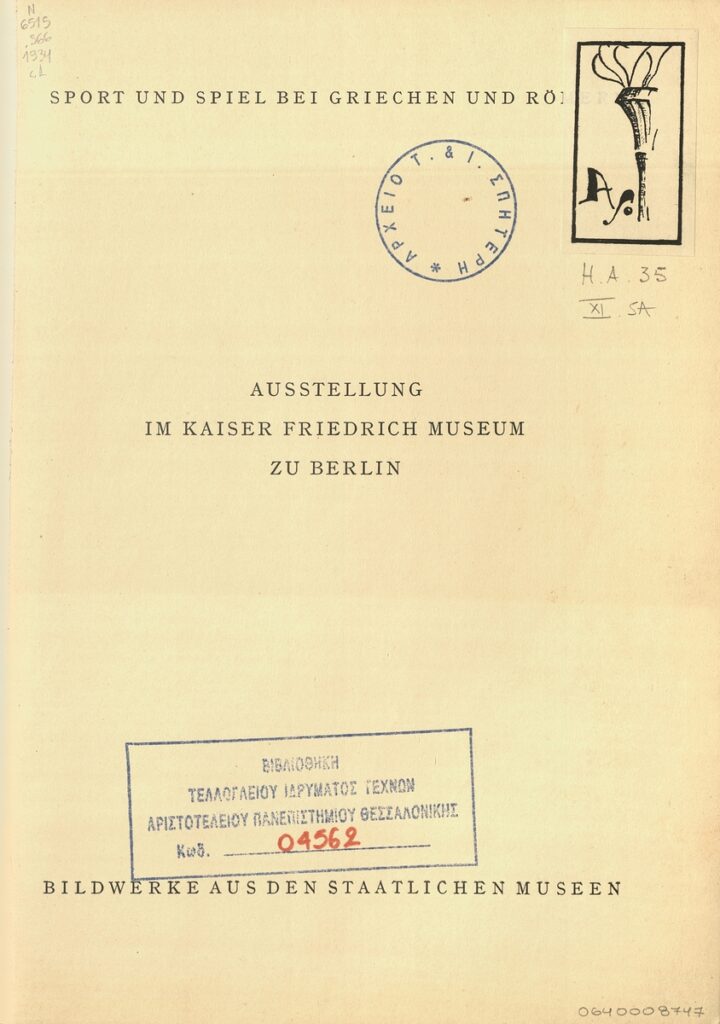 N
6515
.S66
1934
c.1
SPORT UND SPIEL BEI GRIECHEN UND RÖMER
ΑΡΧΕΙΟ Τ. & Ι. ΣΠΗΤΕΡΗ *
H.A. 35
XI . 5A
AUSSTELLUNG
IM KAISER FRIEDRICH MUSEUM
ZU BERLIN
ΒΙΒΛΙΟΘΗΚΗ
ΤΕΛΛΟΓΛΕΙΟΥ ΙΔΡΥΜΑΤΟΣ ΤΕΧΝΩΝ
ΑΡΙΣΤΟΤΕΛΕΙΟΥ ΠΑΝΕΠΙΣΤΗΜΙΟΥ ΘΕΣΣΑΛΟΝΙΚΗΣ
Κωδ. 04562
BILDWERKE AUS DEN STAATLICHEN MUSEEN
0640008747